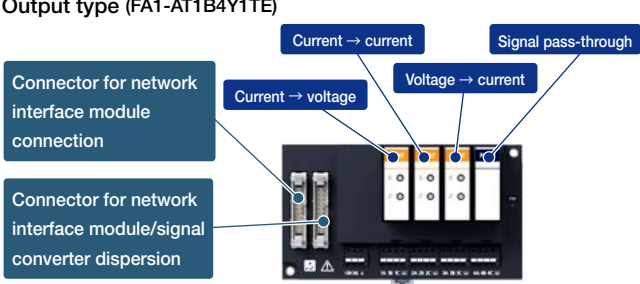 Output type (FA1-AT1B4Y1TE)
Current → current
Signal pass-through
Voltage → current
Current → voltage
Connector for network
interface module
connection
Connector for network
interface module/signal
converter dispersion